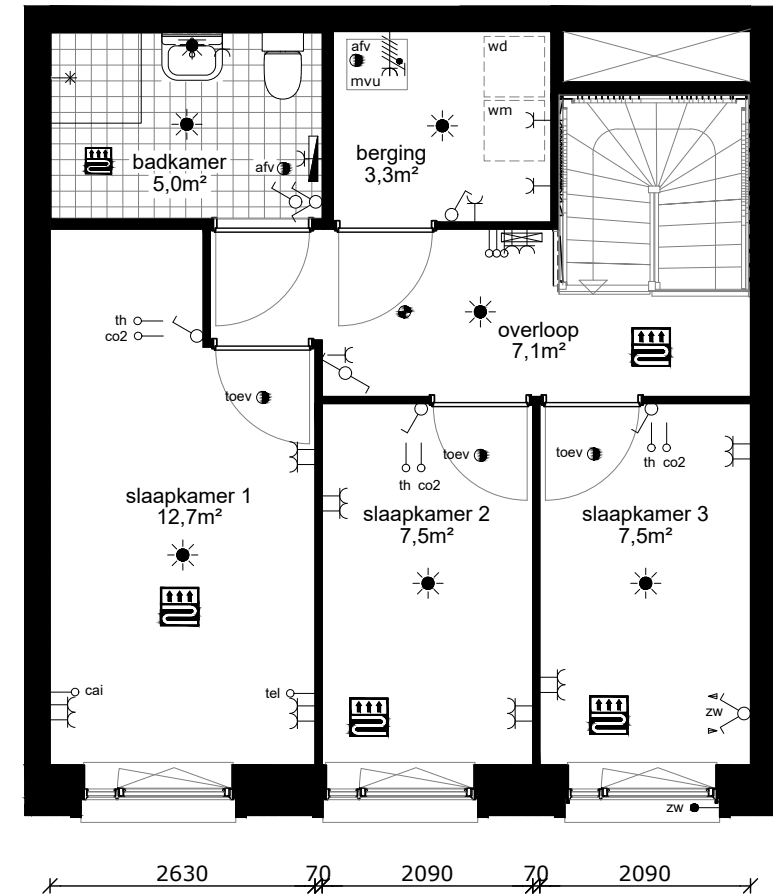 afv
mvu
wd
wm
badkamer
5,0m²
afv
berging
3,3m²
th
co2
overloop
7,1m²
toev
toev
toev
th co2
th co2
slaapkamer 1
12,7m²
slaapkamer 2
7,5m²
slaapkamer 3
7,5m²
cai
tel
zw
zw
2630 70 2090 70 2090